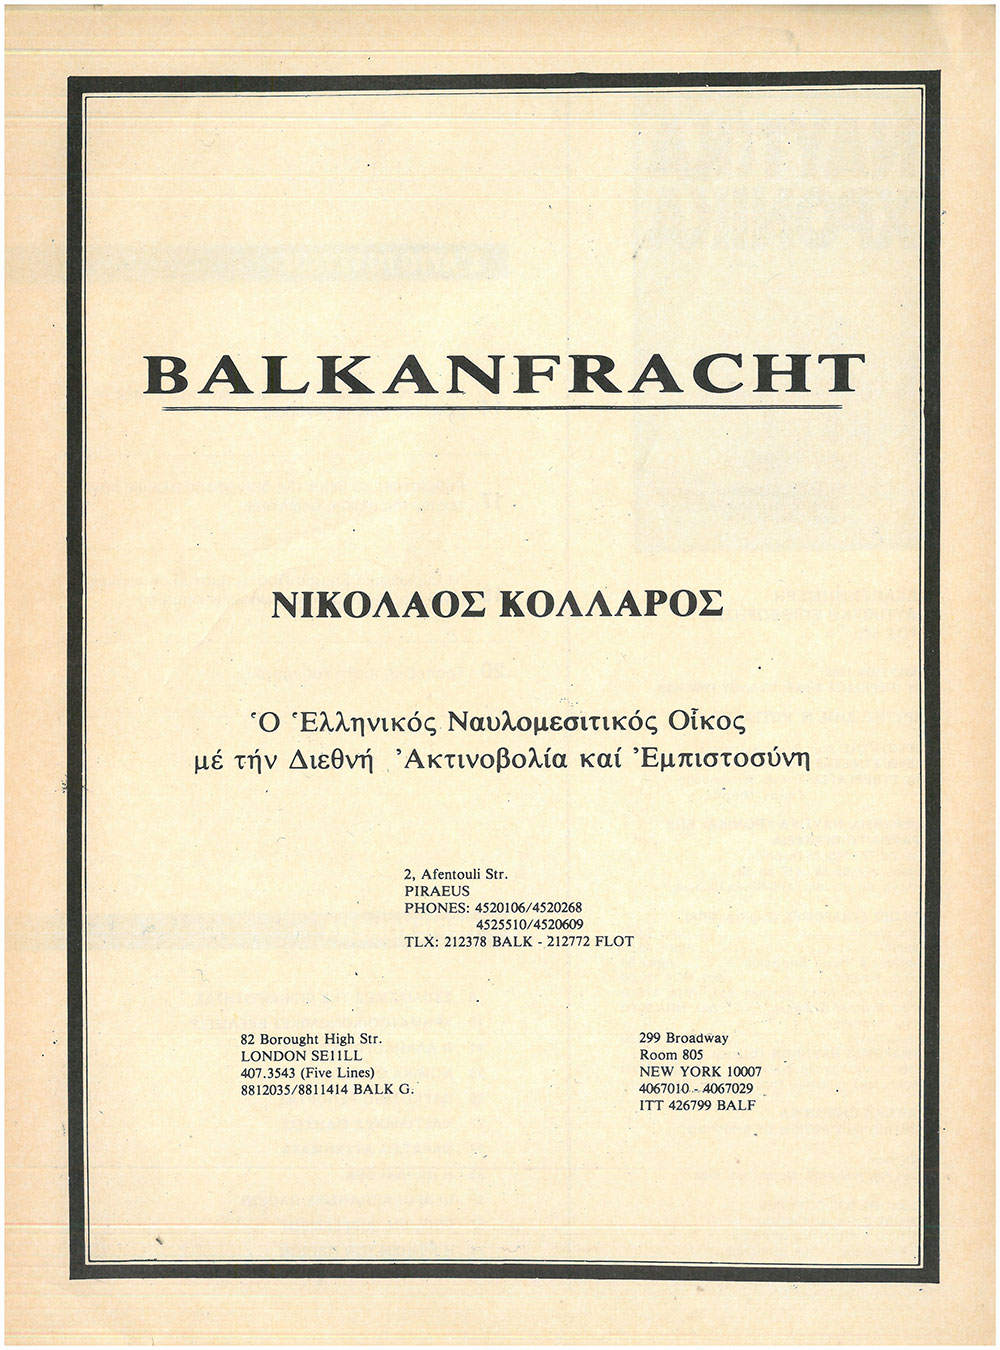 BALKANFRACHT
ΝΙΚΟΛΑΟΣ ΚΟΛΛΑΡΟΣ
Ὁ Ἑλληνικός Ναυλομεσιτικός Οἶκος
μέ τήν Διεθνή Ἀκτινοβολία καί Ἐμπιστοσύνη
2, Afentouli Str.
PIRAEUS
PHONES: 4520106/4520268
4525510/4520609
TLX: 212378 BALK - 212772 FLOT
82 Borought High Str.
LONDON SE11LL
407.3543 (Five Lines)
8812035/8811414 BALK G.
299 Broadway
Room 805
NEW YORK 10007
4067010 - 4067029
ITT 426799 BALF